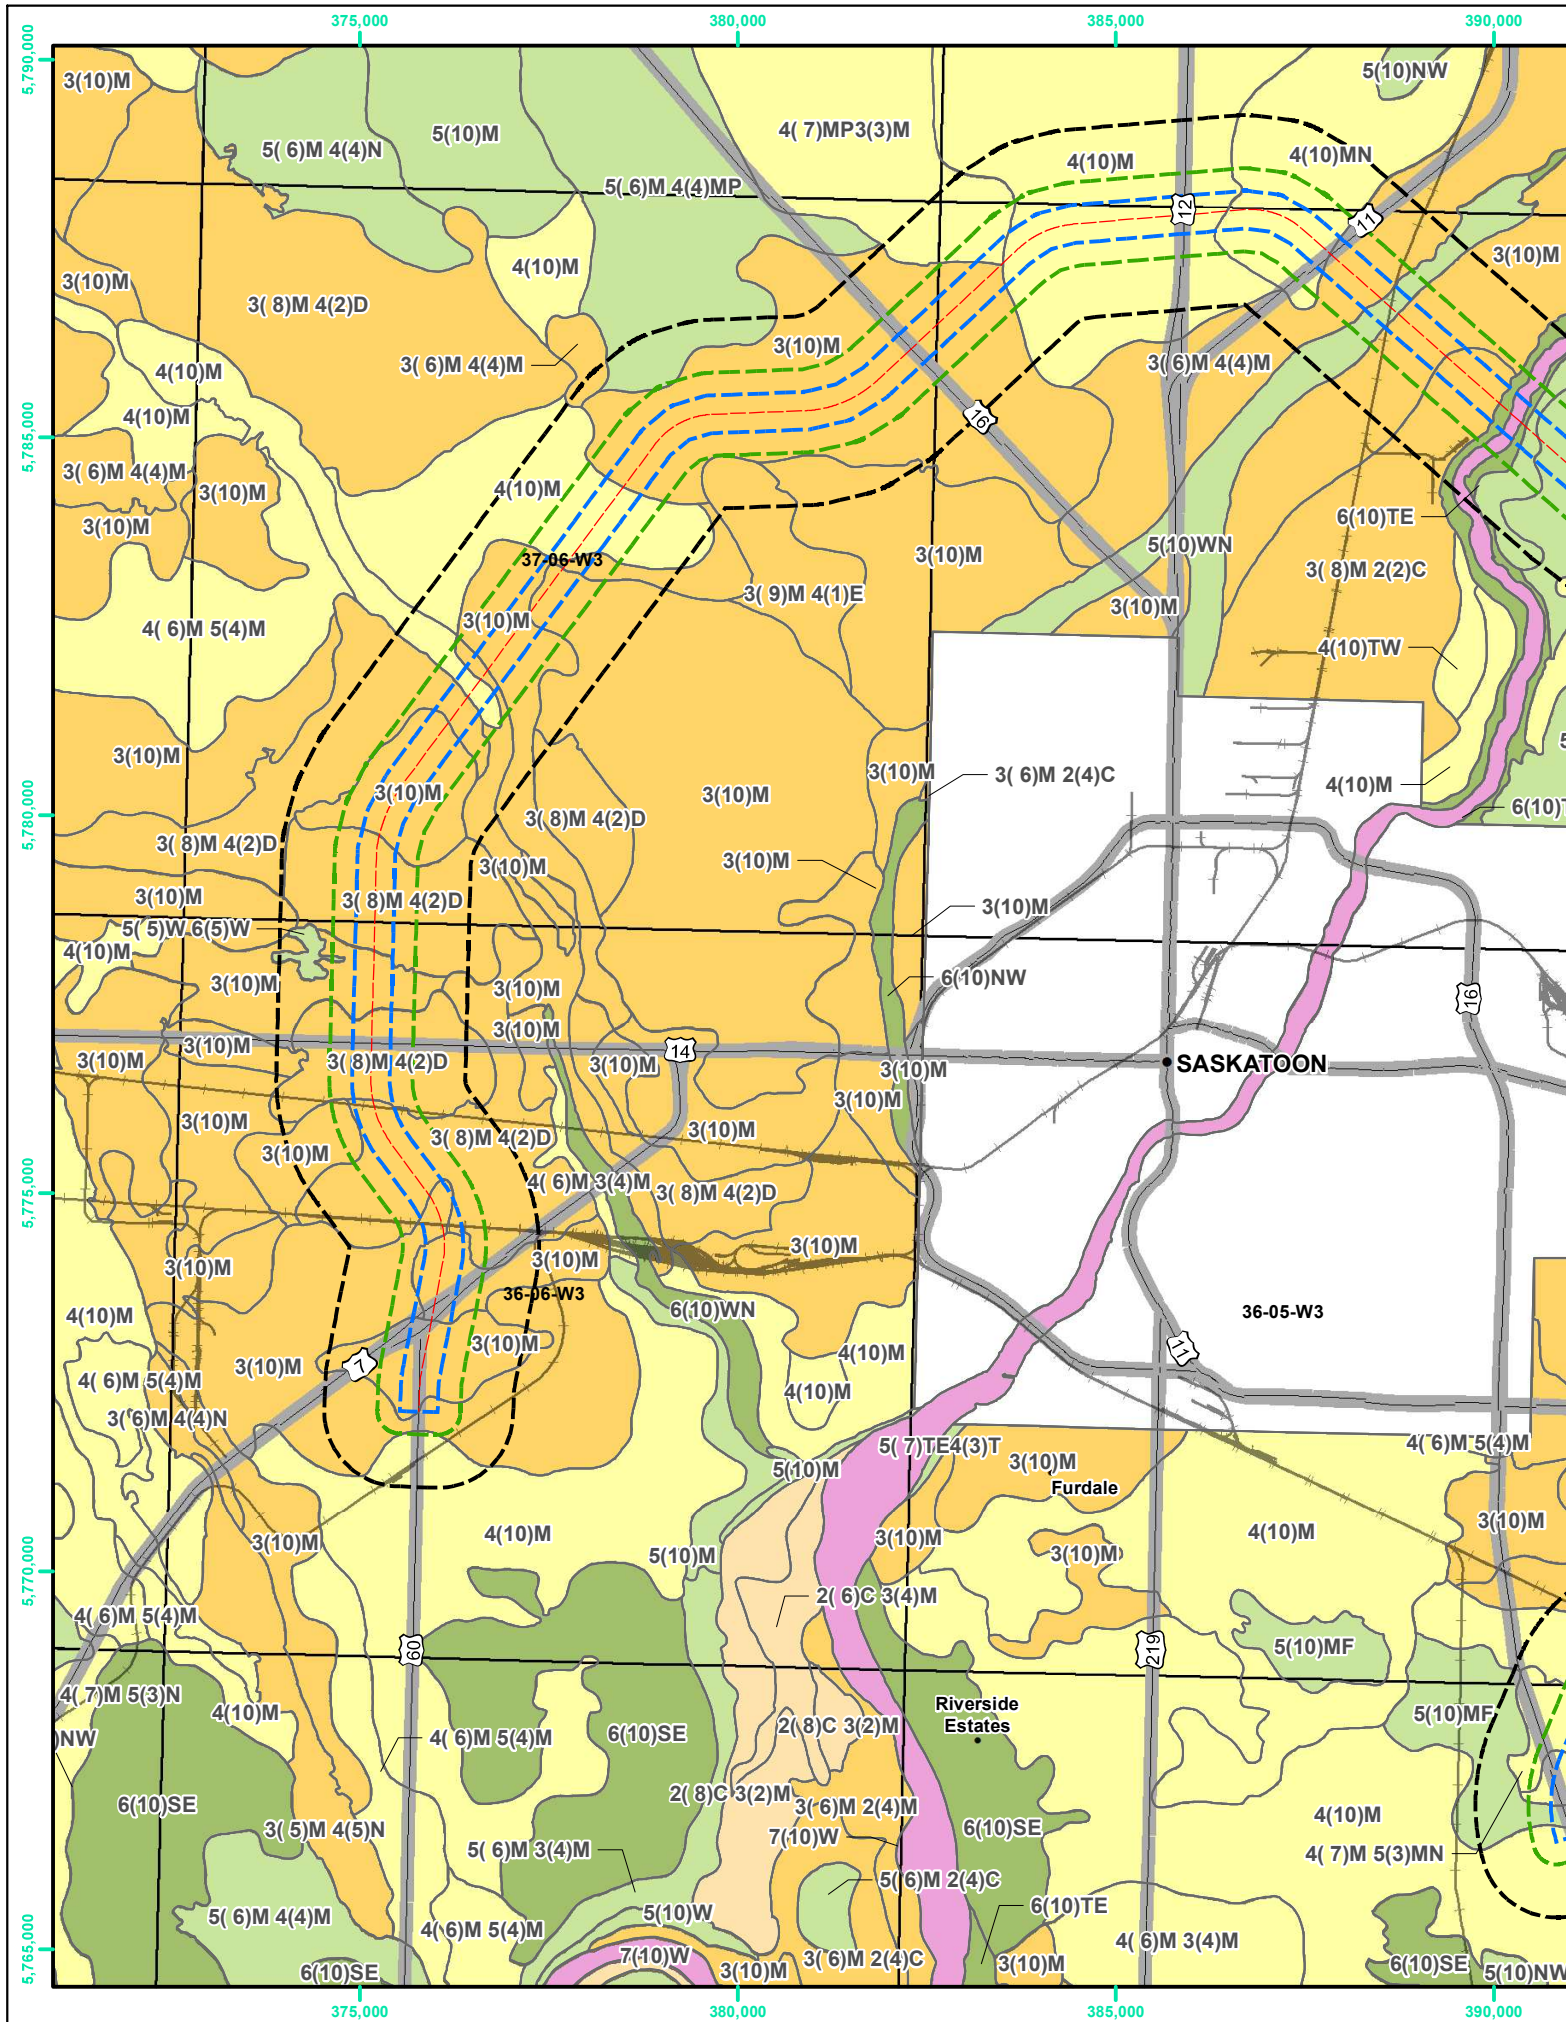 375,000
380,000
385,000
390,000
5,790,000
3(10)M
5(10)NW
5( 6)M 4(4)N
5(10)M
4( 7)MP3(3)M
4(10)M
4(10)MN
5( 6)M 4(4)MP
12
11
3(10)M
4(10)M
3(10)M
3( 8)M 4(2)D
3(10)M
3( 6)M 4(4)M
3( 6)M 4(4)M
4(10)M
4(10)M
16
5,785,000
3( 6)M 4(4)M
3(10)M
4(10)M
3(10)M
6(10)TE
5(10)WN
3(10)M
37-06-W3
3( 8)M 2(2)C
3( 9)M 4(1)E
3(10)M
3(10)M
4( 6)M 5(4)M
4(10)TW
3(10)M
3(10)M
3( 6)M 2(4)C
4(10)M
3(10)M
3(10)M
6(10)T
5,780,000
3( 8)M 4(2)D
3( 8)M 4(2)D
3(10)M
3(10)M
3(10)M
3( 8)M 4(2)D
3(10)M
5( 5)W 6(5)W
4(10)M
3(10)M
6(10)NW
3(10)M
16
3(10)M
3(10)M
3(10)M
3( 8)M 4(2)D
3(10)M
14
3(10)M
SASKATOON
3(10)M
3(10)M
3(10)M
3( 8)M 4(2)D
3(10)M
4( 6)M 3(4)M
3( 8)M 4(2)D
5,775,000
3(10)M
3(10)M
3(10)M
36-06-W3
6(10)WN
36-05-W3
4(10)M
3(10)M
11
3(10)M
7
4(10)M
4( 6)M 5(4)M
4(10)M
3( 6)M 4(4)N
5( 7)TE4(3)T
4( 6)M 5(4)M
5(10)M
3(10)M
Furdale
3(10)M
4(10)M
4(10)M
3(10)M
3(10)M
5(10)M
3(10)M
5,770,000
2( 6)C 3(4)M
4( 6)M 5(4)M
60
219
5(10)MF
4( 7)M 5(3)N
Riverside
Estates
4(10)M
5(10)MF
2( 8)C 3(2)M
)NW
4( 6)M 5(4)M
6(10)SE
2( 8)C 3(2)M
6(10)SE
3( 6)M 2(4)M
4(10)M
3( 5)M 4(5)N
7(10)W
6(10)SE
5( 6)M 3(4)M
4( 7)M 5(3)MN
5( 6)M 2(4)C
5( 6)M 4(4)M
5(10)W
6(10)TE
4( 6)M 5(4)M
4( 6)M 3(4)M
5,765,000
7(10)W
3( 6)M 2(4)C
3(10)M
6(10)SE
6(10)SE
3(10)M
5(10)NW
375,000
380,000
385,000
390,000